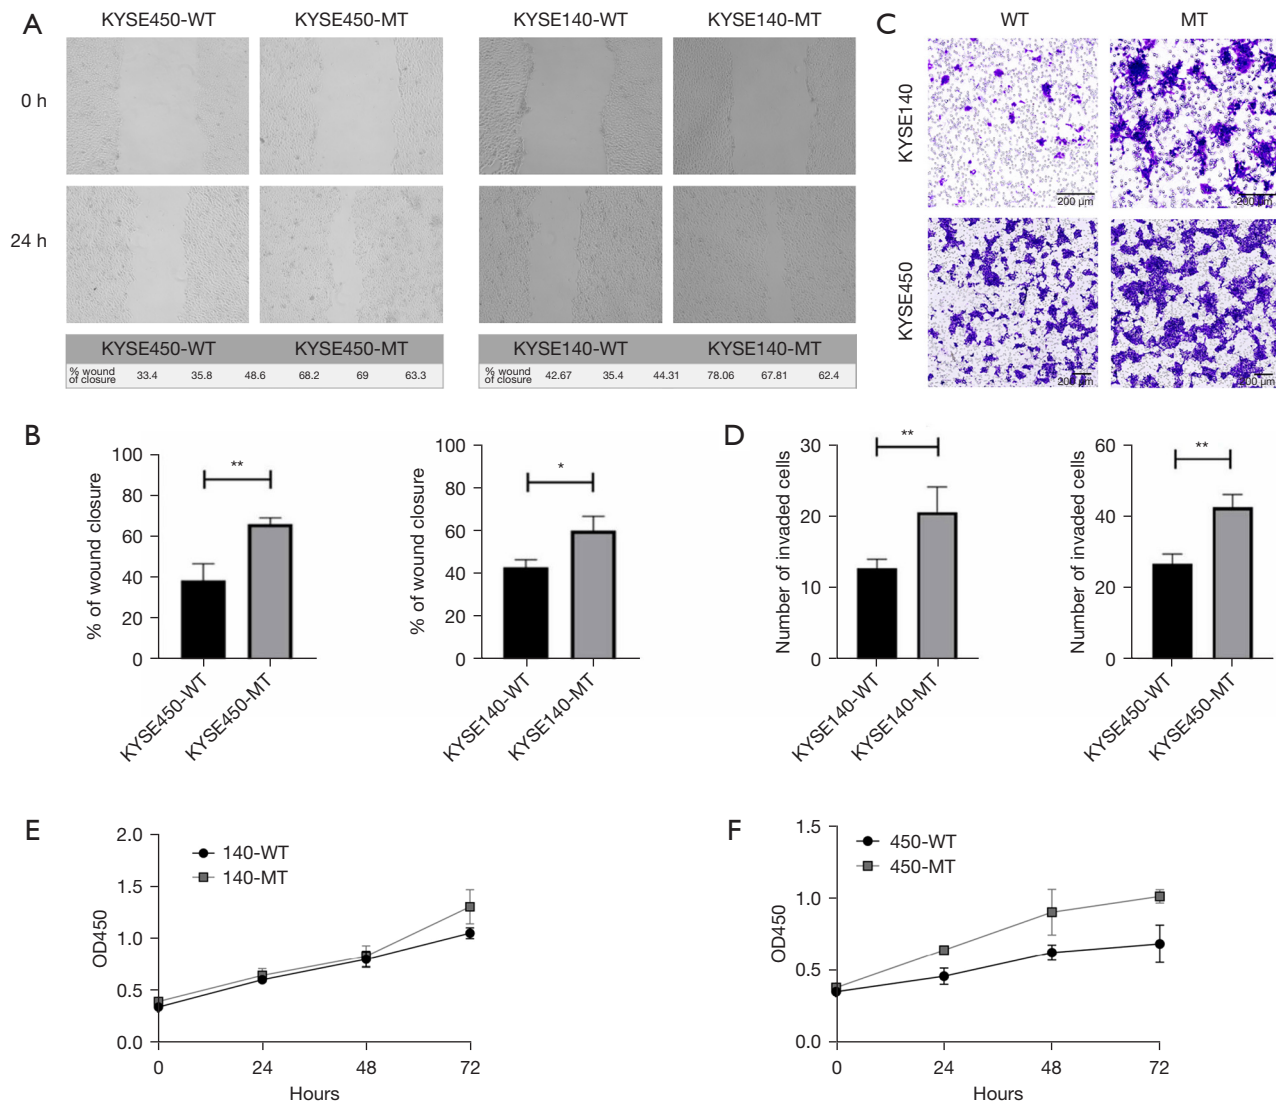 A
KYSE450-WT
KYSE450-MT
KYSE140-WT
KYSE140-MT
0 h
24 h
KYSE450-WT
KYSE450-MT
% wound of closure
33.4
35.8
48.6
68.2
69
63.3
KYSE140-WT
KYSE140-MT
% wound of closure
42.67
35.4
44.31
78.06
67.81
62.4
C
WT
MT
KYSE140
200 µm
200 µm
KYSE450
200 µm
200 µm
B
% of wound closure
100
80
60
40
20
0
**
KYSE450-WT
KYSE450-MT
% of wound closure
100
80
60
40
20
0
*
KYSE140-WT
KYSE140-MT
D
Number of invaded cells
30
20
10
0
**
KYSE140-WT
KYSE140-MT
Number of invaded cells
60
40
20
0
**
KYSE450-WT
KYSE450-MT
E
OD450
2.0
1.5
1.0
0.5
0.0
140-WT
140-MT
0
24
48
72
Hours
F
OD450
1.5
1.0
0.5
0.0
450-WT
450-MT
0
24
48
72
Hours